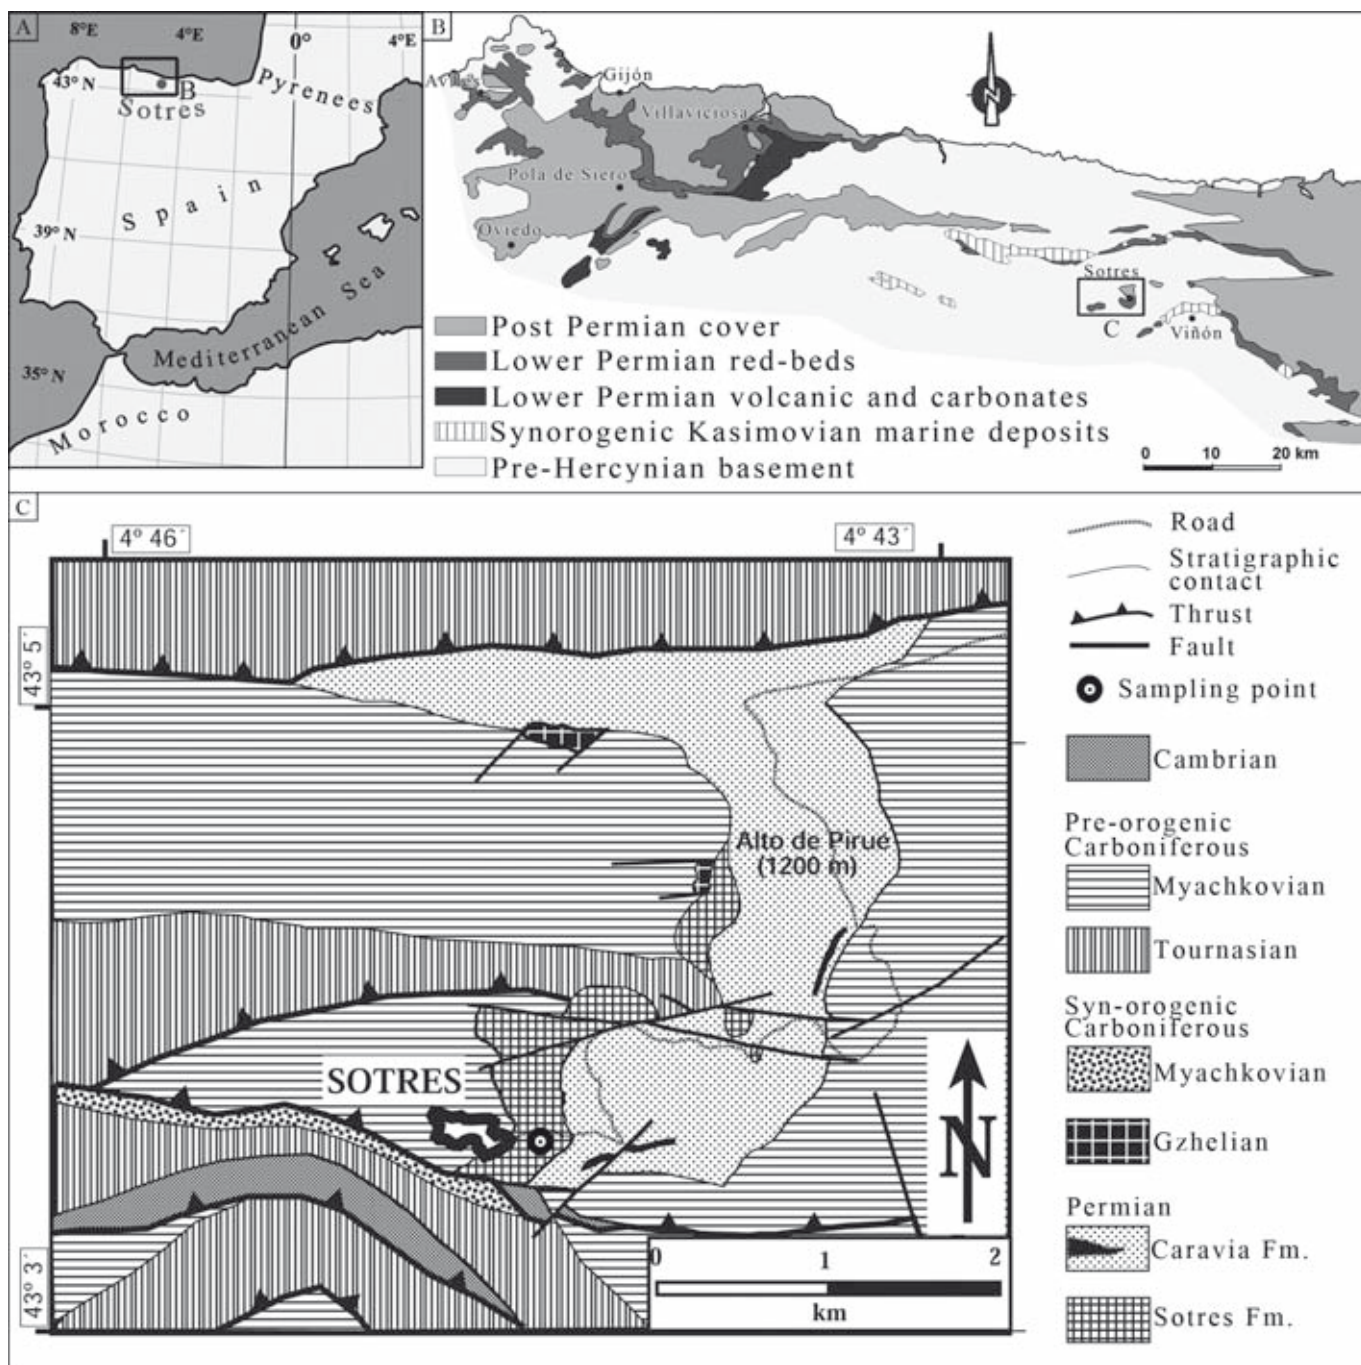 A
8°E
4°E
0°
4°E
43° N
B
Sotres
Pyrenees
Spain
39° N
Mediterranean Sea
35° N
Morocco
B
Avilés
Gijón
Villaviciosa
Pola de Siero
Oviedo
Sotres
C
Viñón
Post Permian cover
Lower Permian red-beds
Lower Permian volcanic and carbonates
Synorogenic Kasimovian marine deposits
Pre-Hercynian basement
0 10 20 km
C
4° 46´
4° 43´
43° 5´
43° 3´
Alto de Pirué
(1200 m)
SOTRES
N
0 1 2
km
Road
Stratigraphic
contact
Thrust
Fault
Sampling point
Cambrian
Pre-orogenic
Carboniferous
Myachkovian
Tournasian
Syn-orogenic
Carboniferous
Myachkovian
Gzhelian
Permian
Caravia Fm.
Sotres Fm.